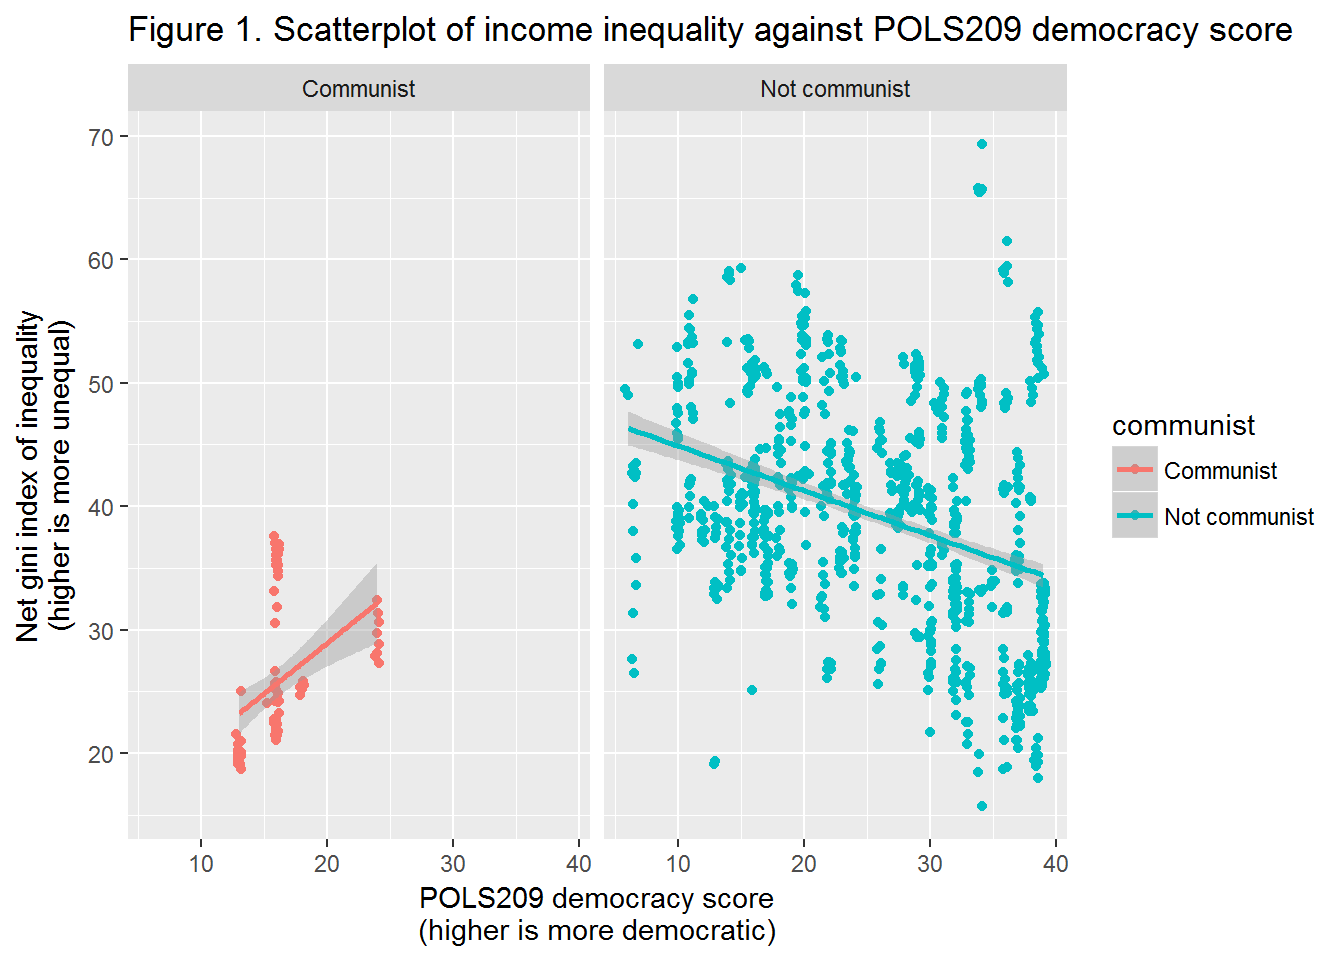 Figure 1. Scatterplot of income inequality against POLS209 democracy score
Communist
Not communist
70
60
50
40
30
20
Net gini index of inequality
(higher is more unequal)
10
20
30
40
10
20
30
40
POLS209 democracy score
(higher is more democratic)
communist
Communist
Not communist